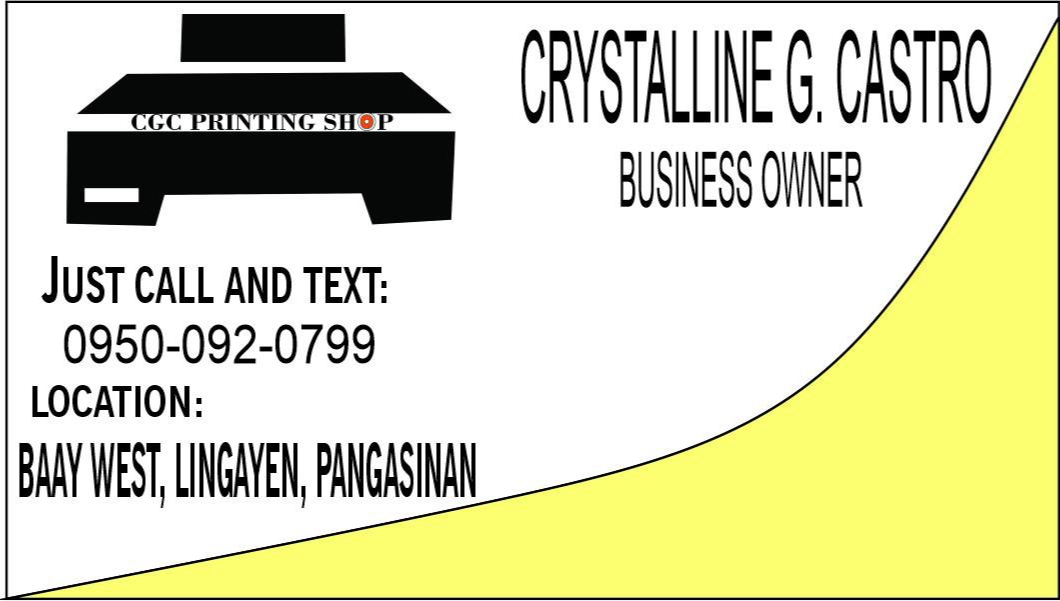 CGC PRINTING SHOP
CRYSTALLINE G. CASTRO
BUSINESS OWNER
JUST CALL AND TEXT:
0950-092-0799
LOCATION:
BAAY WEST, LINGAYEN, PANGASINAN